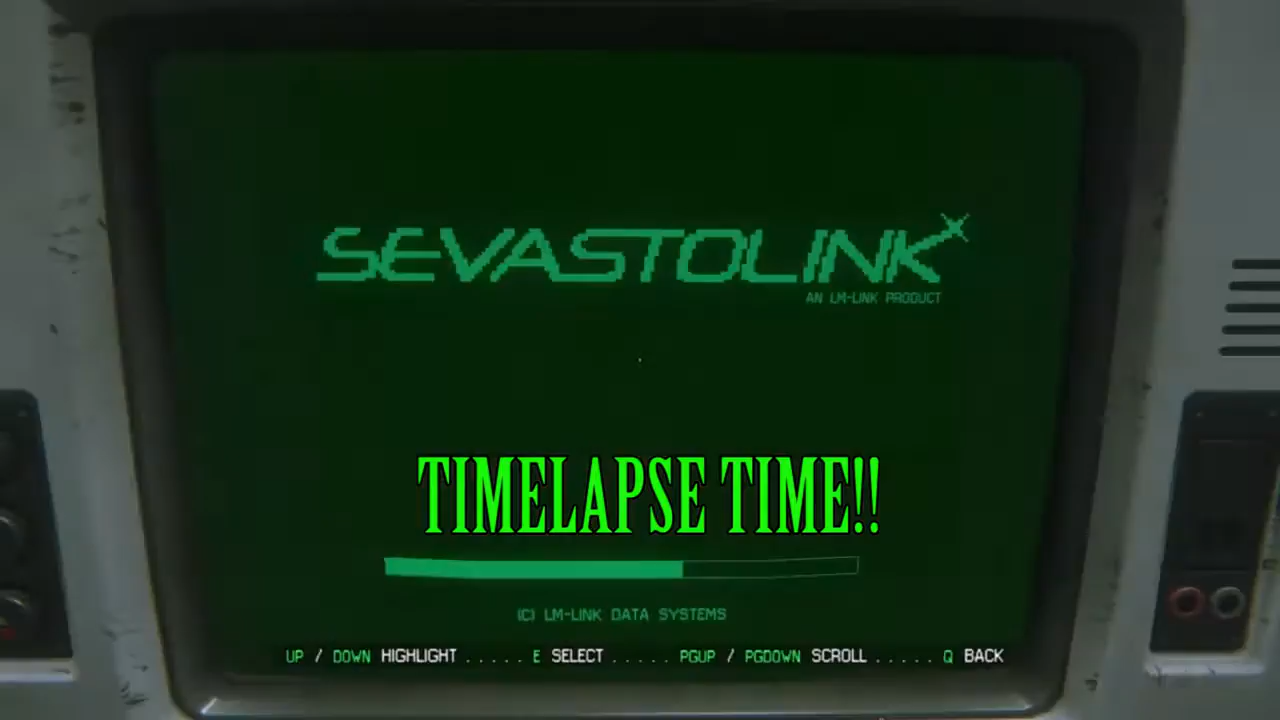 SEVASTOLINK
AN LM-LINK PRODUCT
TIMELAPSE TIME!!
(C) LM-LINK DATA SYSTEMS
UP / DOWN HIGHLIGHT ..... E SELECT ..... PGUP / PGDOWN SCROLL ..... Q BACK